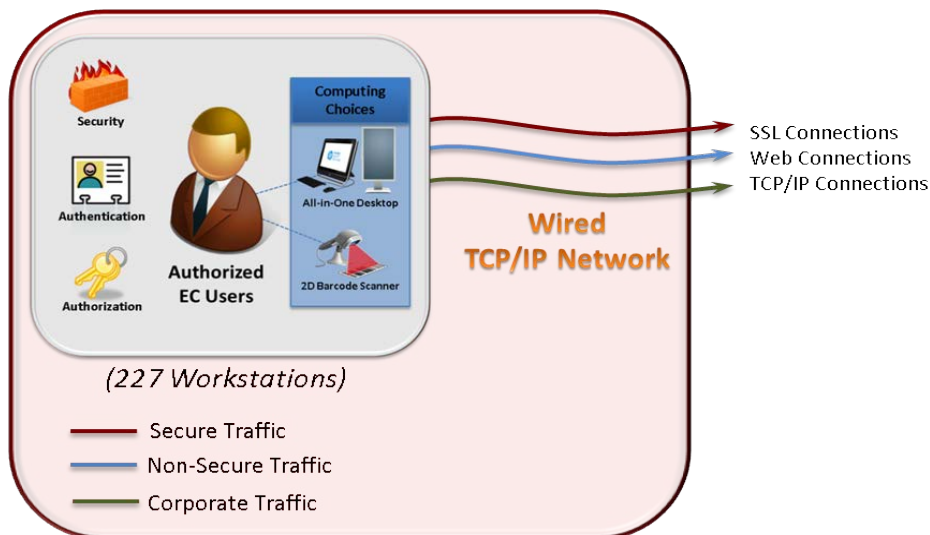 Security
Authentication
Authorization
Authorized
EC Users
Computing
Choices
All-in-One Desktop
2D Barcode Scanner
SSL Connections
Web Connections
TCP/IP Connections
Wired
TCP/IP Network
(227 Workstations)
Secure Traffic
Non-Secure Traffic
Corporate Traffic